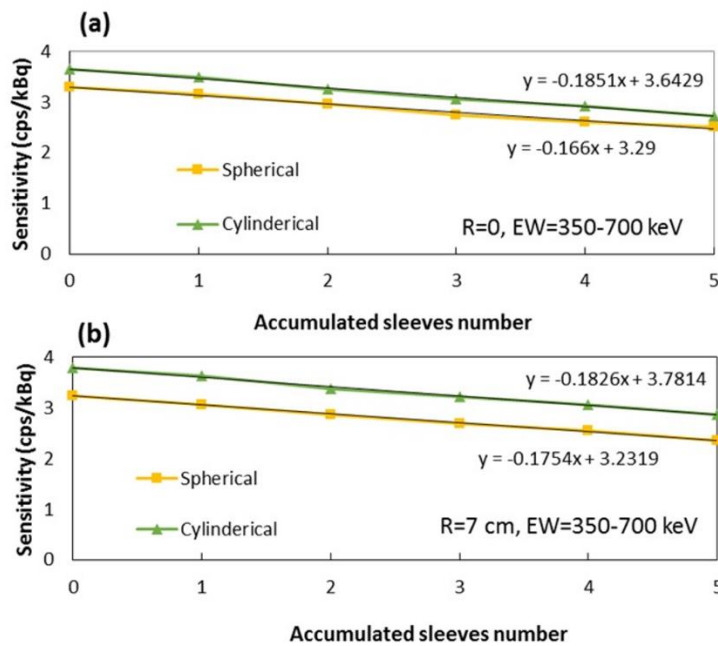 (a)
Sensitivity (cps/kBq)
4
3
2
1
0
y = -0.1851x + 3.6429
y = -0.166x + 3.29
Spherical
Cylinderical
R=0, EW=350-700 keV
0 1 2 3 4 5
Accumulated sleeves number
(b)
Sensitivity (cps/kBq)
4
3
2
1
0
y = -0.1826x + 3.7814
y = -0.1754x + 3.2319
Spherical
Cylinderical
R=7 cm, EW=350-700 keV
0 1 2 3 4 5
Accumulated sleeves number